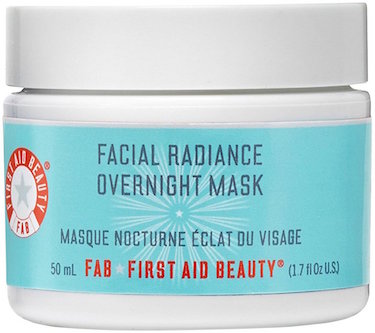 FACIAL RADIANCE
OVERNIGHT MASK
MASQUE NOCTURNE ÉCLAT DU VISAGE
50 mL FAB FIRST AID BEAUTY® (1.7 fl Oz U.S.)
FIRST AID BEAUTY
FAB